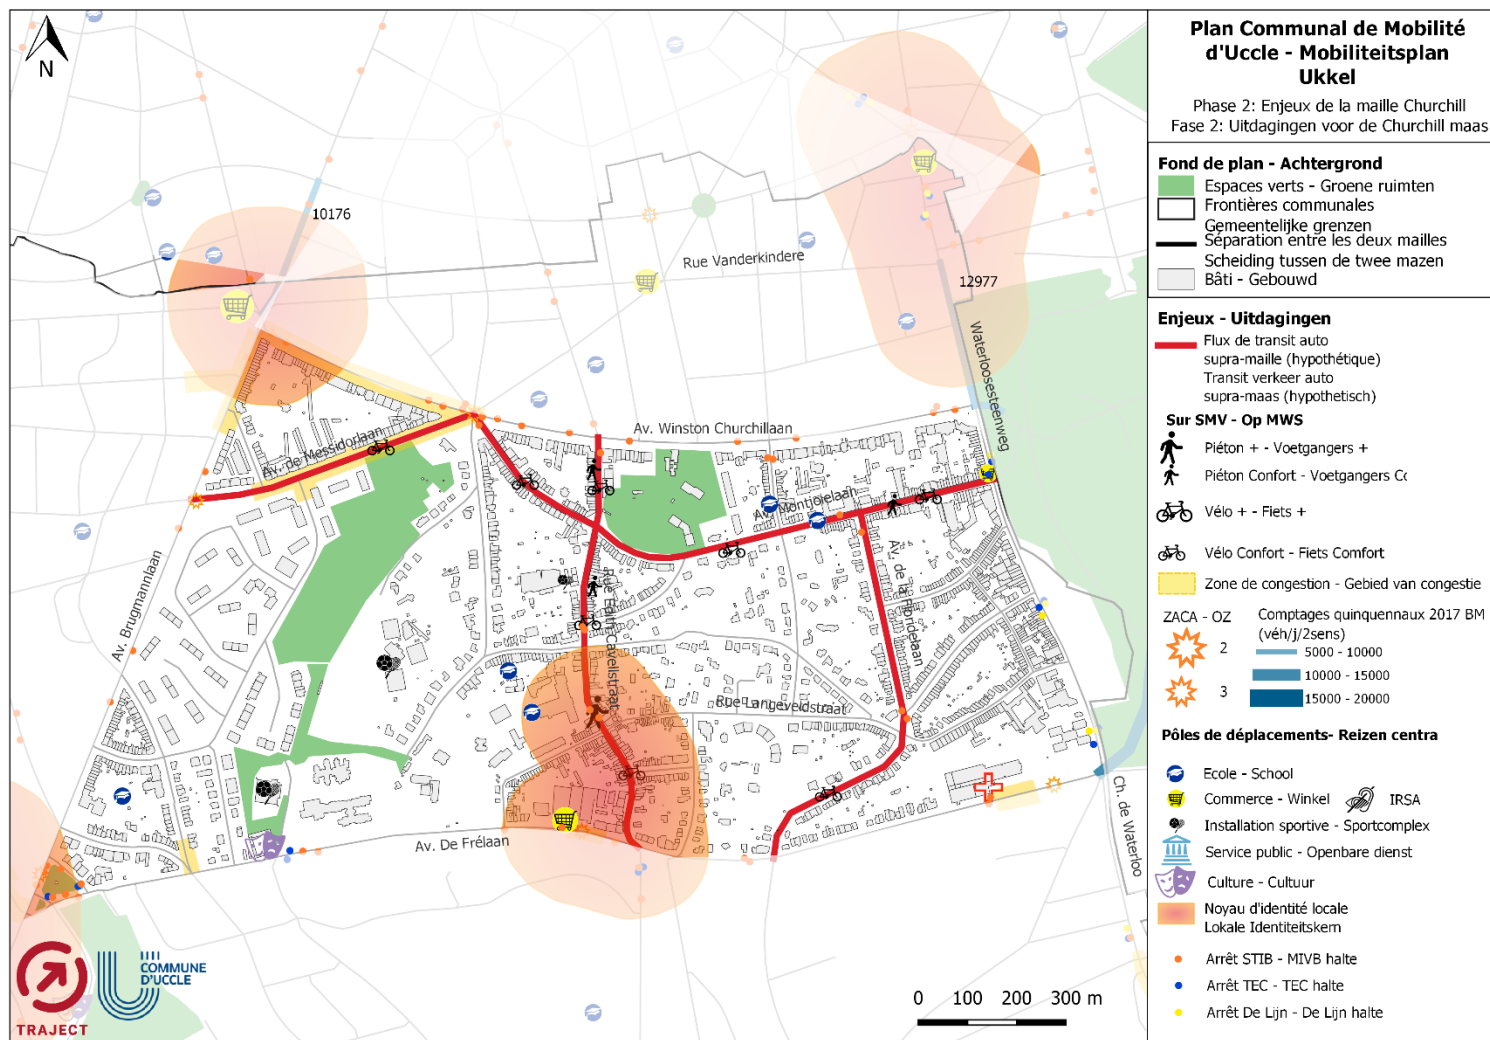 N
10176
Rue Vanderkindere
12977
Waterloosesteenweg
Av. Winston Churchillaan
Av. de Messidorlaan
Av. Montjoielaan
Av. Brugmannlaan
Rue Edith Cavellstraat
Av. de la Floridelaan
Rue Langeveldstraat
Av. De Frélaan
Ch. de Waterloo
TRAJECT
COMMUNE
D'UCCLE
0 100 200 300 m
Plan Communal de Mobilité
d'Uccle - Mobiliteitsplan
Ukkel
Phase 2: Enjeux de la maille Churchill
Fase 2: Uitdagingen voor de Churchill maas
Fond de plan - Achtergrond
Espaces verts - Groene ruimten
Frontières communales
Gemeentelijke grenzen
Séparation entre les deux mailles
Scheiding tussen de twee mazen
Bâti - Gebouwd
Enjeux - Uitdagingen
Flux de transit auto
supra-maille (hypothétique)
Transit verkeer auto
supra-maas (hypothetisch)
Sur SMV - Op MWS
Piéton + - Voetgangers +
Piéton Confort - Voetgangers Cc
Vélo + - Fiets +
Vélo Confort - Fiets Comfort
Zone de congestion - Gebied van congestie
ZACA - OZ
2
3
Comptages quinquennaux 2017 BM
(véh/j/2sens)
5000 - 10000
10000 - 15000
15000 - 20000
Pôles de déplacements- Reizen centra
Ecole - School
Commerce - Winkel
IRSA
Installation sportive - Sportcomplex
Service public - Openbare dienst
Culture - Cultuur
Noyau d'identité locale
Lokale Identiteitskern
Arrêt STIB - MIVB halte
Arrêt TEC - TEC halte
Arrêt De Lijn - De Lijn halte